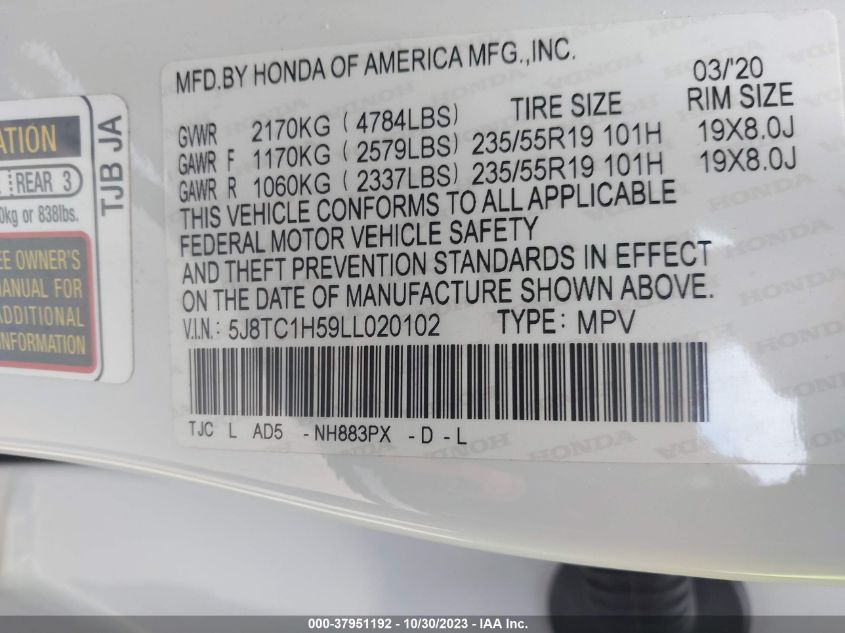 MFD.BY HONDA OF AMERICA MFG.,INC.
03/'20
GVWR 2170KG ( 4784LBS) TIRE SIZE RIM SIZE
GAWR F 1170KG ( 2579LBS) 235/55R19 101H 19X8.0J
GAWR R 1060KG ( 2337LBS) 235/55R19 101H 19X8.0J
THIS VEHICLE CONFORMS TO ALL APPLICABLE
FEDERAL MOTOR VEHICLE SAFETY
AND THEFT PREVENTION STANDARDS IN EFFECT
ON THE DATE OF MANUFACTURE SHOWN ABOVE.
V.I.N.: 5J8TC1H59LL020102 TYPE: MPV
TJC L AD5 -NH883PX -D -L
ATION
REAR 3
0kg or 838lbs.
EE OWNER'S
MANUAL FOR
ADDITIONAL
INFORMATION
TJB JA
000-37951192 - 10/30/2023 - IAA Inc.